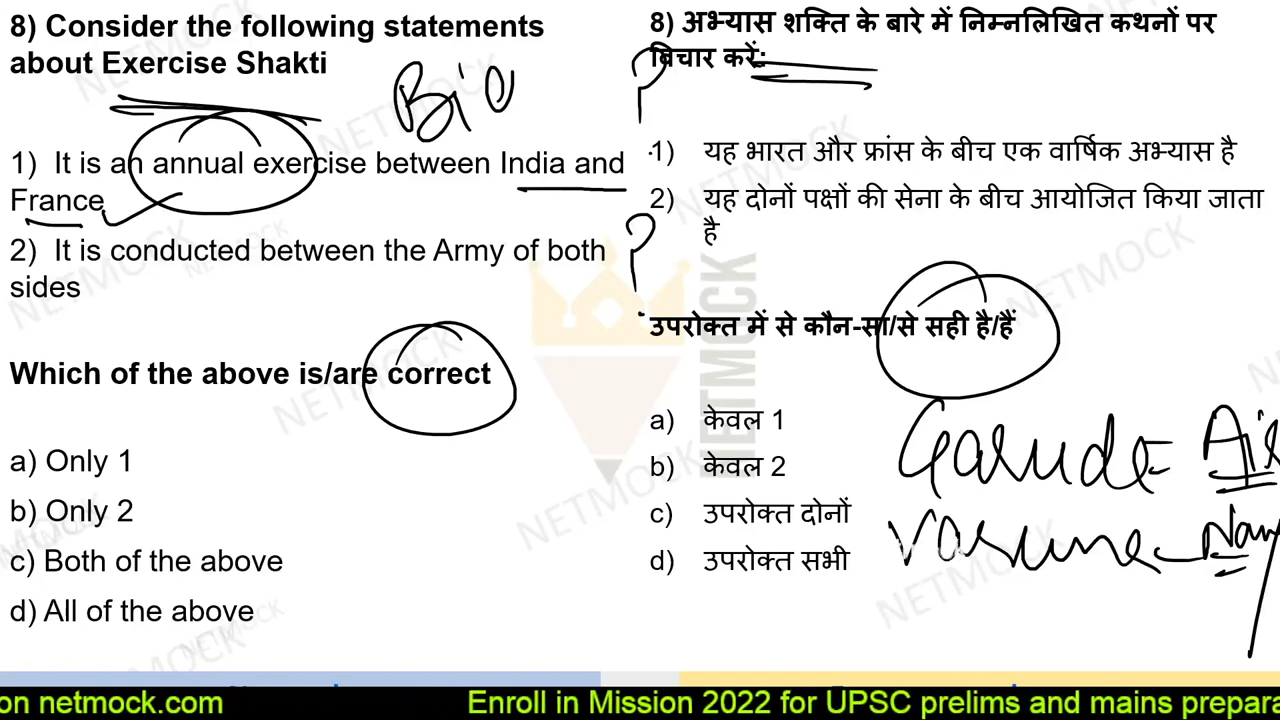 8) Consider the following statements
about Exercise Shakti
Bi
1) It is an annual exercise between India and
France
2) It is conducted between the Army of both
sides
Which of the above is/are correct
a) Only 1
b) Only 2
c) Both of the above
d) All of the above
8) अभ्यास शक्ति के बारे में निम्नलिखित कथनों पर
विचार करें:
?
1) यह भारत और फ्रांस के बीच एक वार्षिक अभ्यास है
2) यह दोनों पक्षों की सेना के बीच आयोजित किया जाता
है
?
उपरोक्त में से कौन-सा/से सही है/हैं
a) केवल 1
b) केवल 2
c) उपरोक्त दोनों
d) उपरोक्त सभी
Garuda - Air
Varuna - Navy
NETMOCK
on netmock.com Enroll in Mission 2022 for UPSC prelims and mains prepara